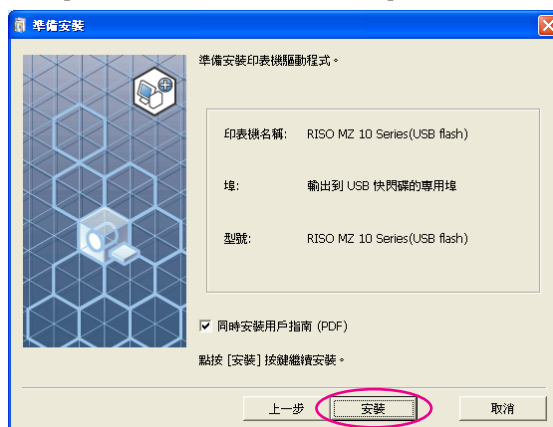 準備安裝
準備安裝印表機驅動程式。
印表機名稱: RISO MZ 10 Series(USB flash)
埠: 輸出到 USB 快閃碟的專用埠
型號: RISO MZ 10 Series(USB flash)
同時安裝用戶指南 (PDF)
點按 [安裝] 按鍵繼續安裝。
上一步 安裝 取消